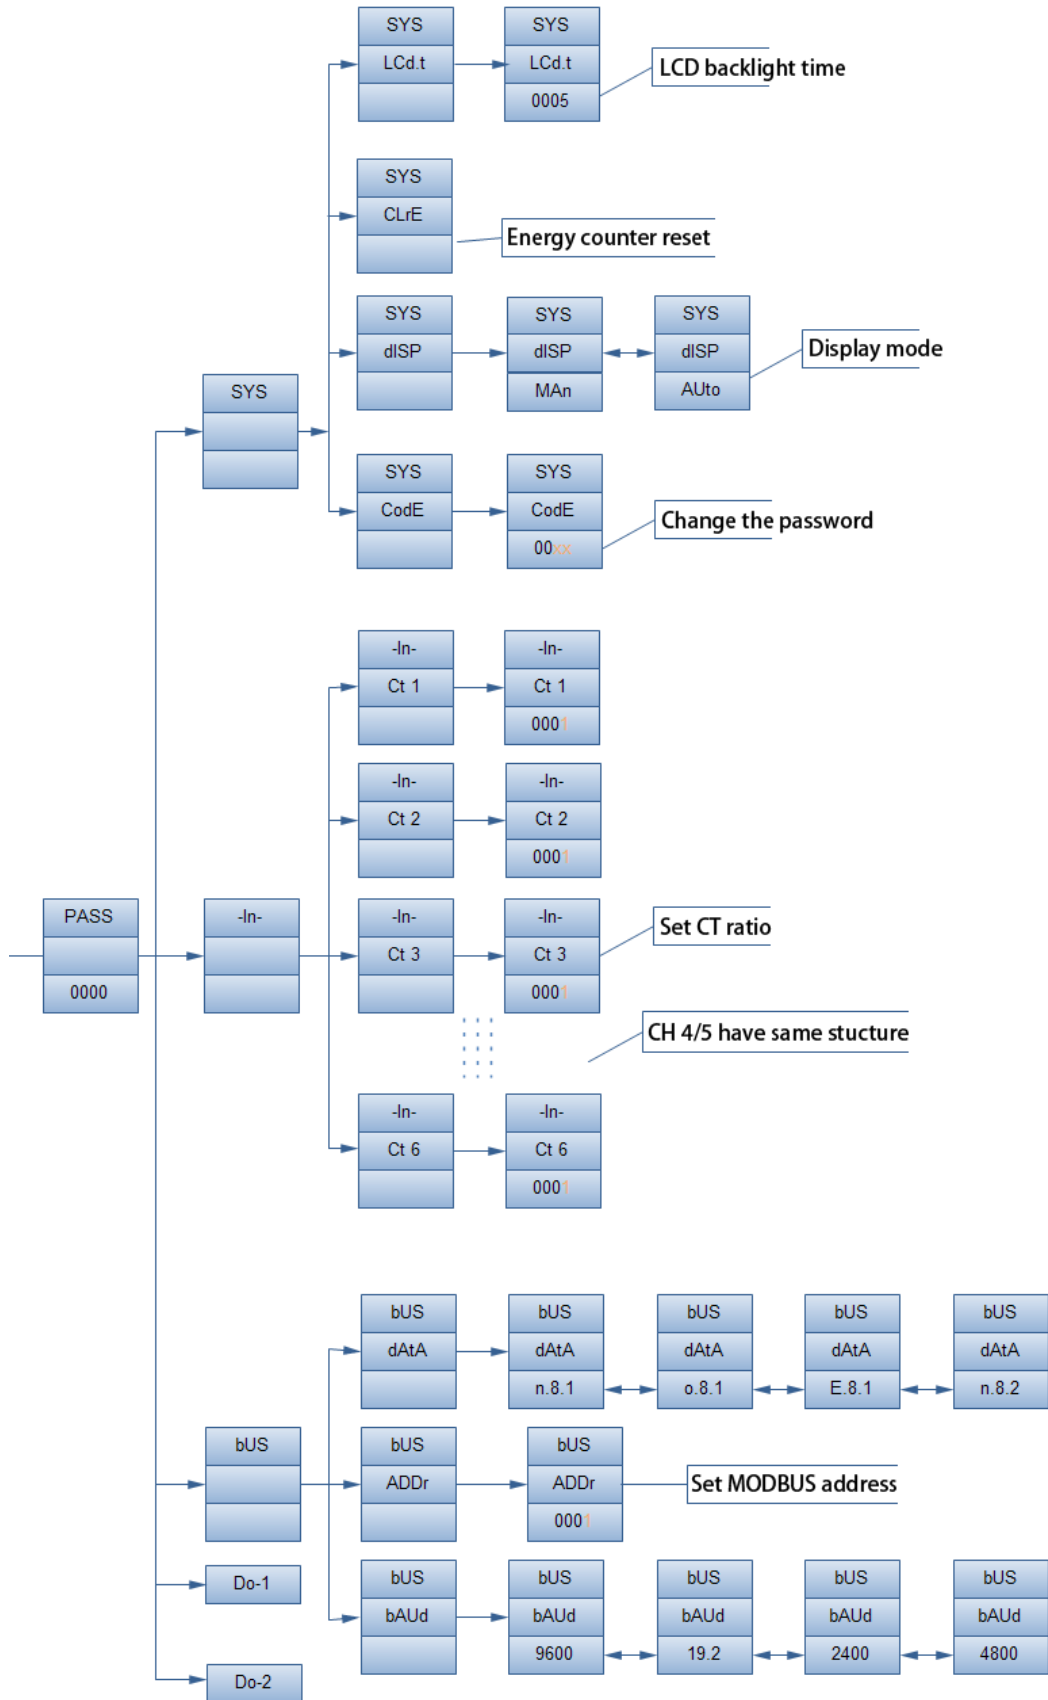 SYS
LCd.t
SYS
LCd.t
0005
LCD backlight time
SYS
CLrE
Energy counter reset
SYS
dISP
SYS
dISP
MAn
SYS
dISP
AUto
Display mode
SYS
SYS
CodE
SYS
CodE
00xx
Change the password
-In-
Ct 1
-In-
Ct 1
0001
-In-
Ct 2
-In-
Ct 2
0001
PASS
0000
-In-
-In-
Ct 3
-In-
Ct 3
0001
Set CT ratio
CH 4/5 have same stucture
-In-
Ct 6
-In-
Ct 6
0001
bUS
dAtA
bUS
dAtA
n.8.1
bUS
dAtA
o.8.1
bUS
dAtA
E.8.1
bUS
dAtA
n.8.2
bUS
bUS
ADDr
bUS
ADDr
0001
Set MODBUS address
Do-1
bUS
bAUd
bUS
bAUd
9600
bUS
bAUd
19.2
bUS
bAUd
2400
bUS
bAUd
4800
Do-2